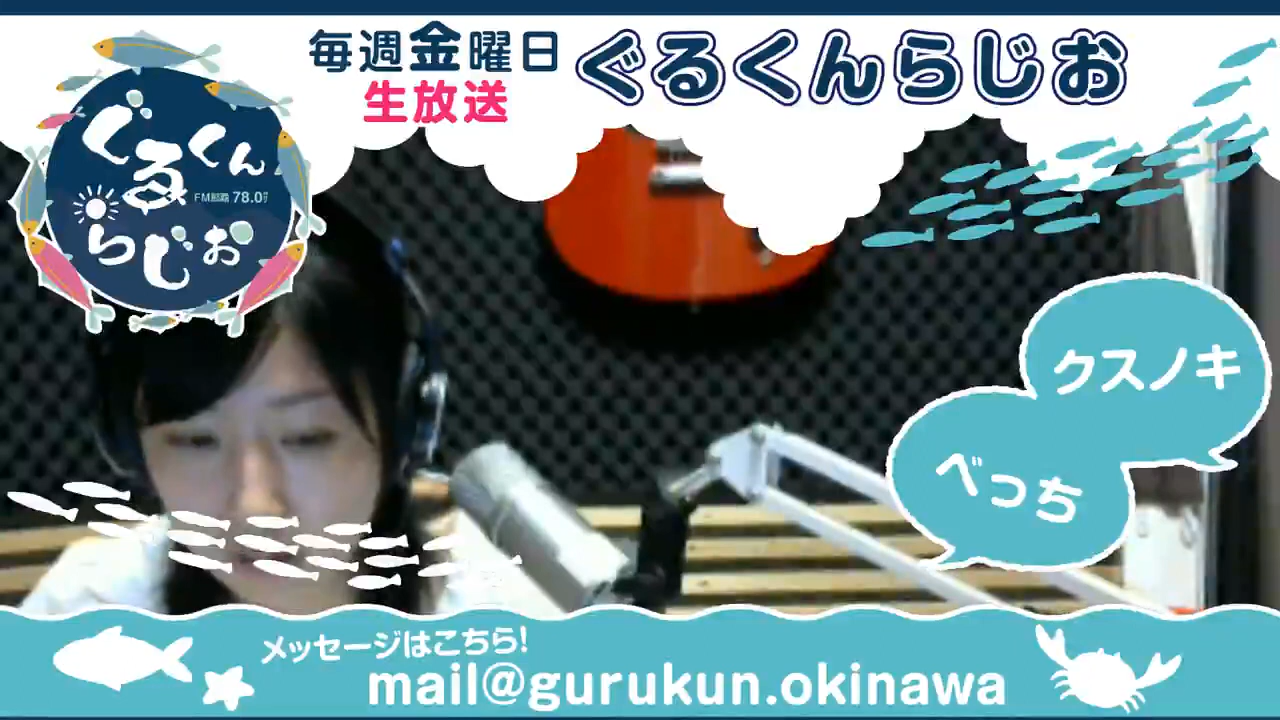 毎週金曜日
生放送
ぐるくんらじお
ぐるくん
FM那覇 78.0㎒
らじお
クスノキ
べっち
メッセージはこちら!
mail@gurukun.okinawa